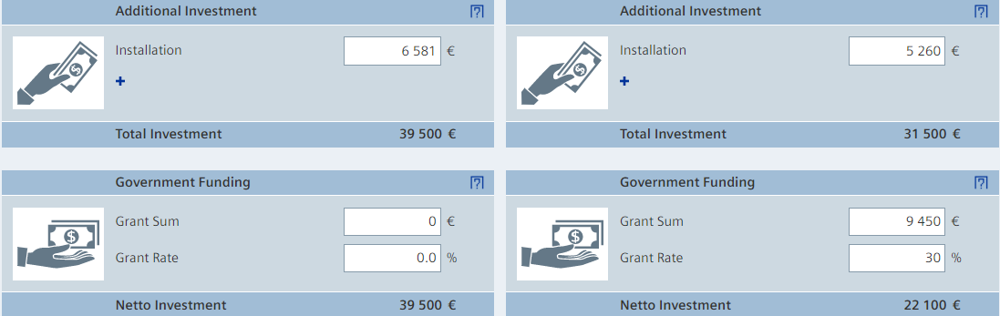 Additional Investment ?
Installation 6 581 €
+
Total Investment 39 500 €
Government Funding ?
Grant Sum 0 €
Grant Rate 0.0 %
Netto Investment 39 500 €
Additional Investment ?
Installation 5 260 €
+
Total Investment 31 500 €
Government Funding ?
Grant Sum 9 450 €
Grant Rate 30 %
Netto Investment 22 100 €